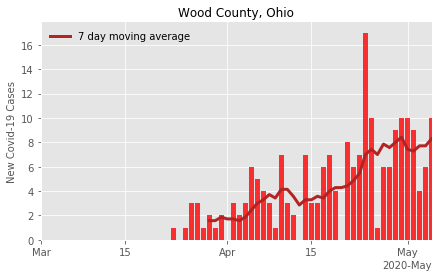 Wood County, Ohio
7 day moving average
New Covid-19 Cases
16
14
12
10
8
6
4
2
0
Mar
15
Apr
15
May
2020-May